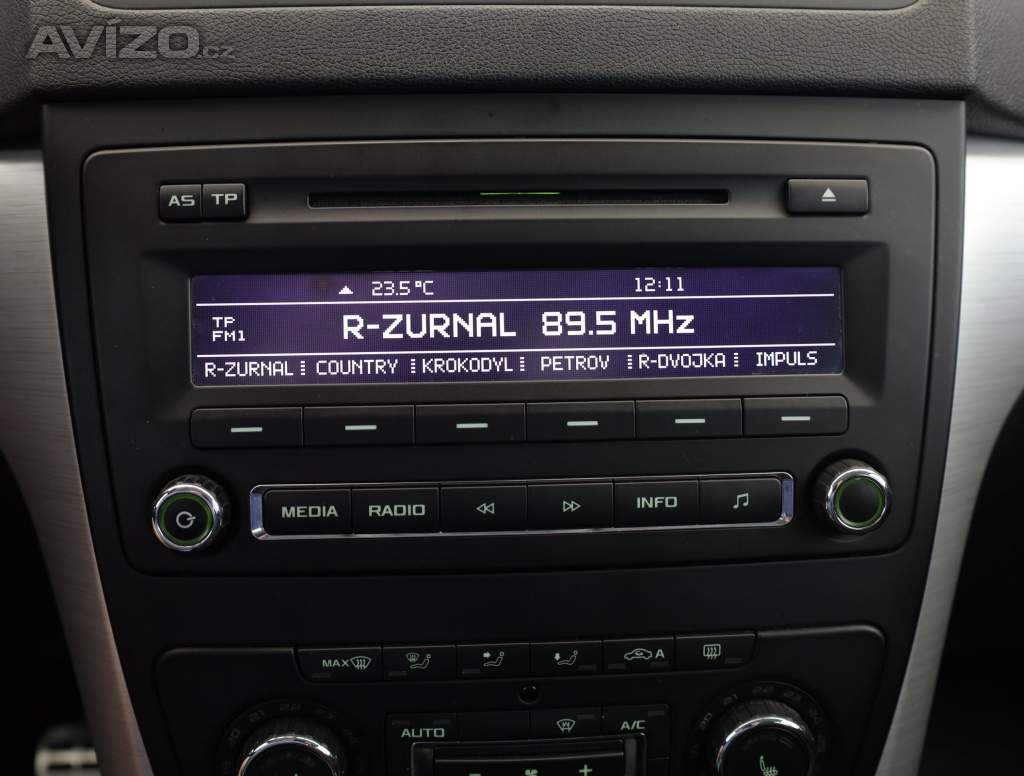 AVÍZO.cz
AS TP
23.5°C 12:11
TP
FM1
R-ZURNAL 89.5 MHz
R-ZURNAL COUNTRY KROKODYL PETROV R-DVOJKA IMPULS
MEDIA RADIO INFO
MAX A
AUTO A/C